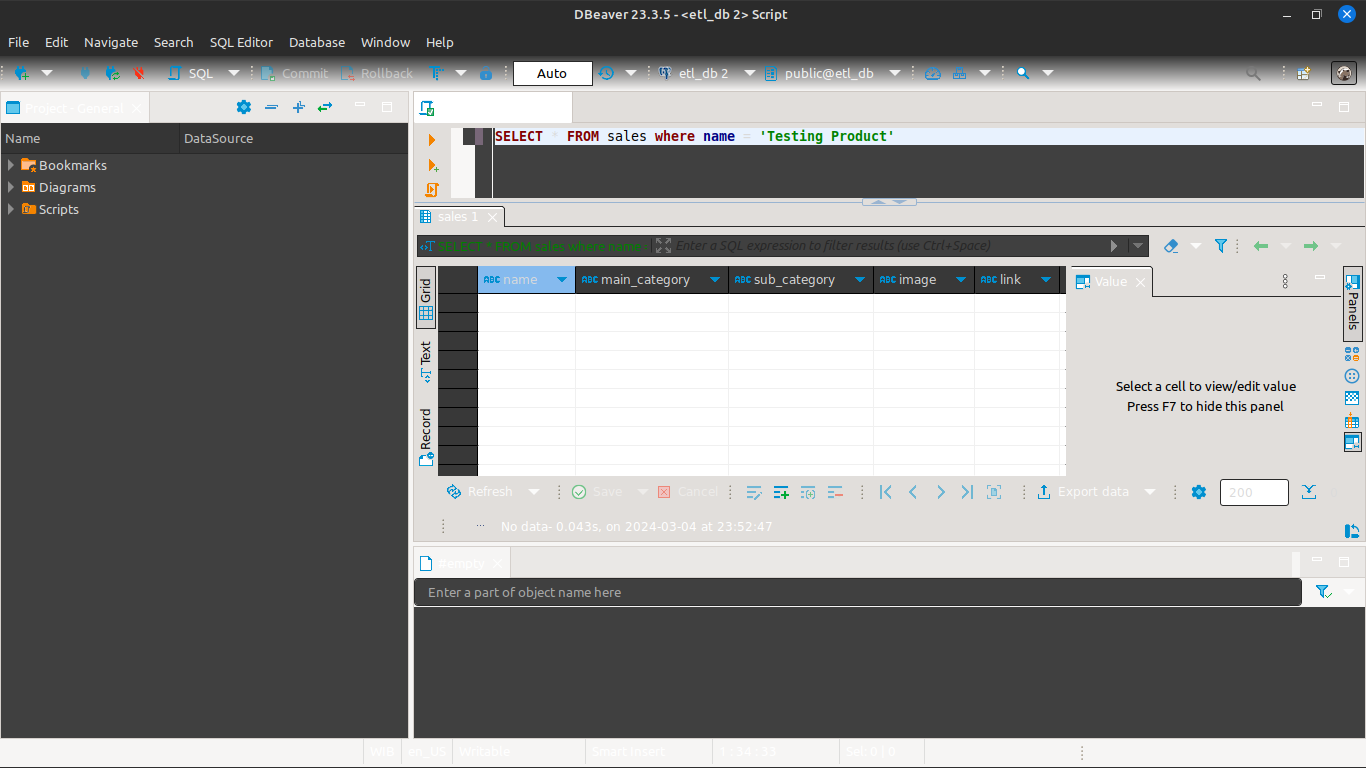 DBeaver 23.3.5 - <etl_db 2> Script
File Edit Navigate Search SQL Editor Database Window Help
SQL Commit Rollback Auto etl_db 2 public@etl_db
Project - General
Name DataSource
Bookmarks
Diagrams
Scripts
SELECT * FROM sales where name = 'Testing Product'
sales 1
SELECT * FROM sales where name= Enter a SQL expression to filter results (use Ctrl+Space)
Grid
Text
Record
name main_category sub_category image link
Value
Select a cell to view/edit value
Press F7 to hide this panel
Panels
Refresh Save Cancel Export data 200
No data- 0.043s, on 2024-03-04 at 23:52:47
Enter a part of object name here
WIB en_US Writable Smart Insert 1 : 34 : 33 Sel: 0 | 0